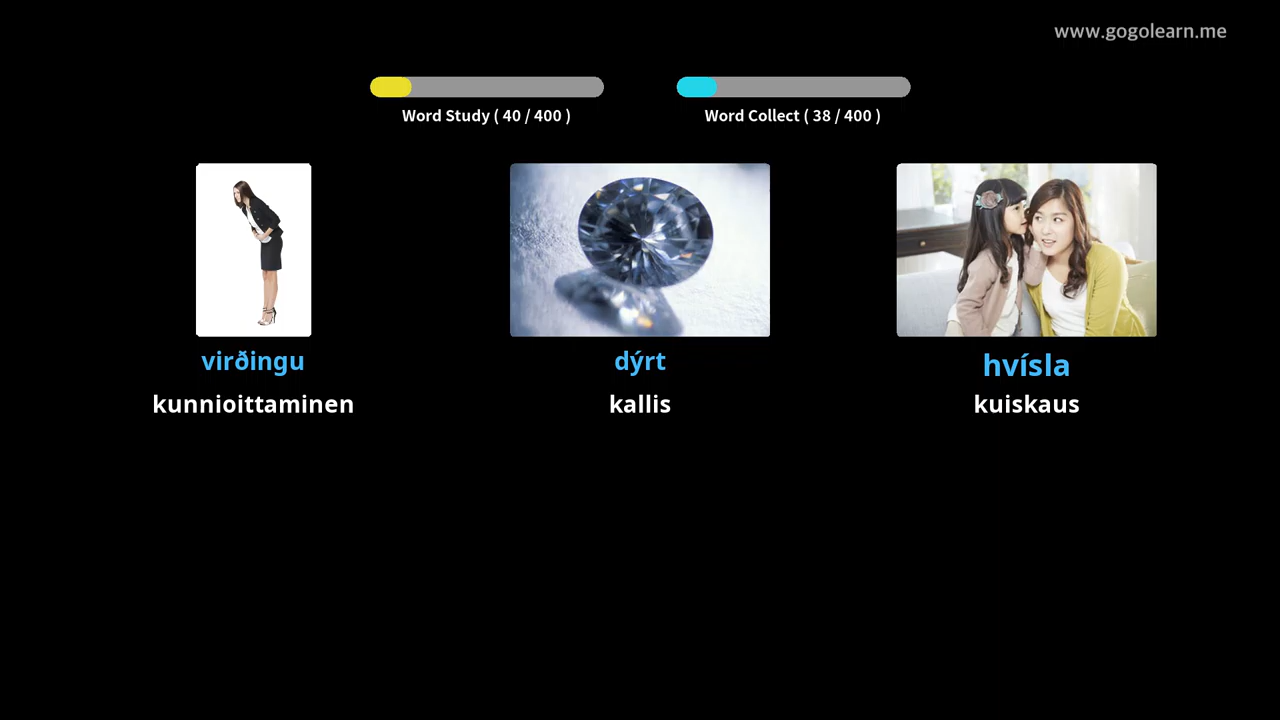 www.gogolearn.me
Word Study ( 40 / 400 )
Word Collect ( 38 / 400 )
virðingu
dýrt
hvísla
kunnioittaminen
kallis
kuiskaus